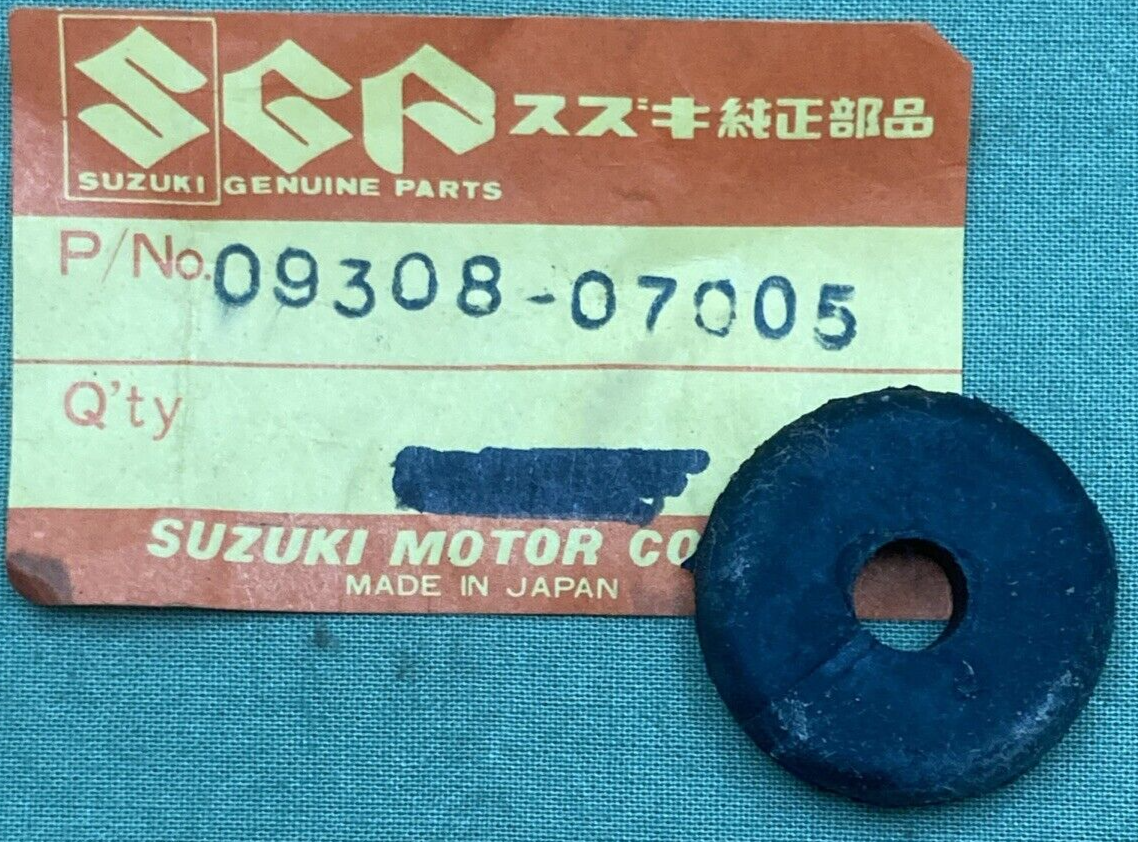 SGP スズキ純正部品
SUZUKI GENUINE PARTS
P/No. 09308-07005
Q'ty
SUZUKI MOTOR CO
MADE IN JAPAN